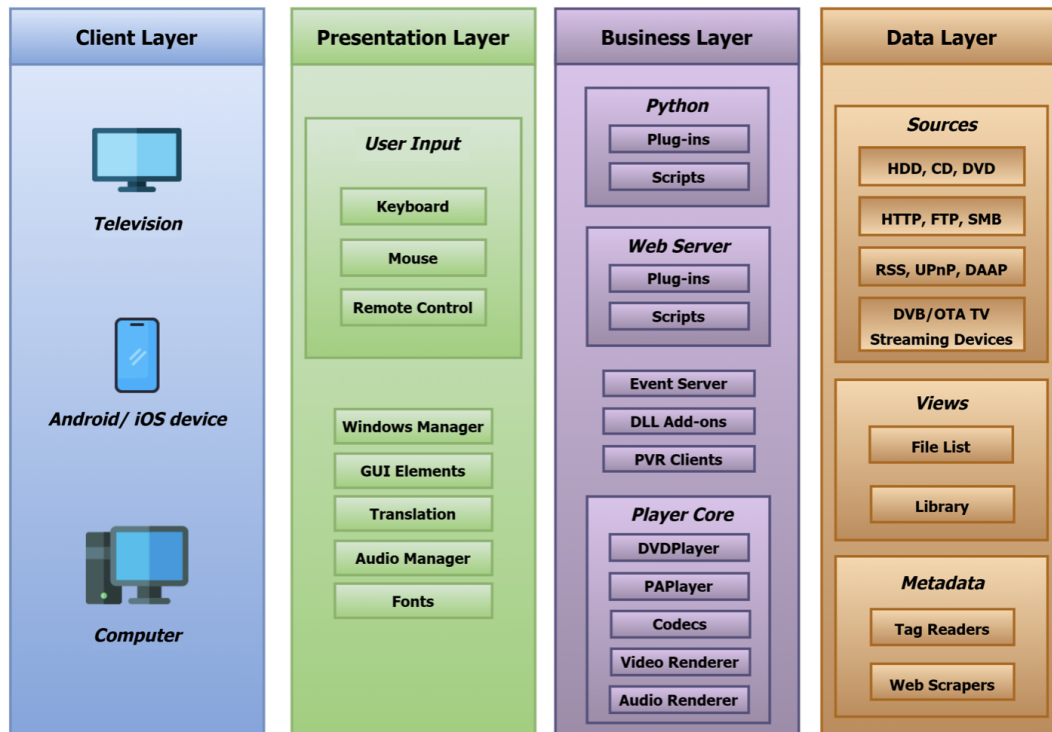 Client Layer
Television
Android/ iOS device
Computer
Presentation Layer
User Input
Keyboard
Mouse
Remote Control
Windows Manager
GUI Elements
Translation
Audio Manager
Fonts
Business Layer
Python
Plug-ins
Scripts
Web Server
Plug-ins
Scripts
Event Server
DLL Add-ons
PVR Clients
Player Core
DVDPlayer
PAPlayer
Codecs
Video Renderer
Audio Renderer
Data Layer
Sources
HDD, CD, DVD
HTTP, FTP, SMB
RSS, UPnP, DAAP
DVB/OTA TV
Streaming Devices
Views
File List
Library
Metadata
Tag Readers
Web Scrapers